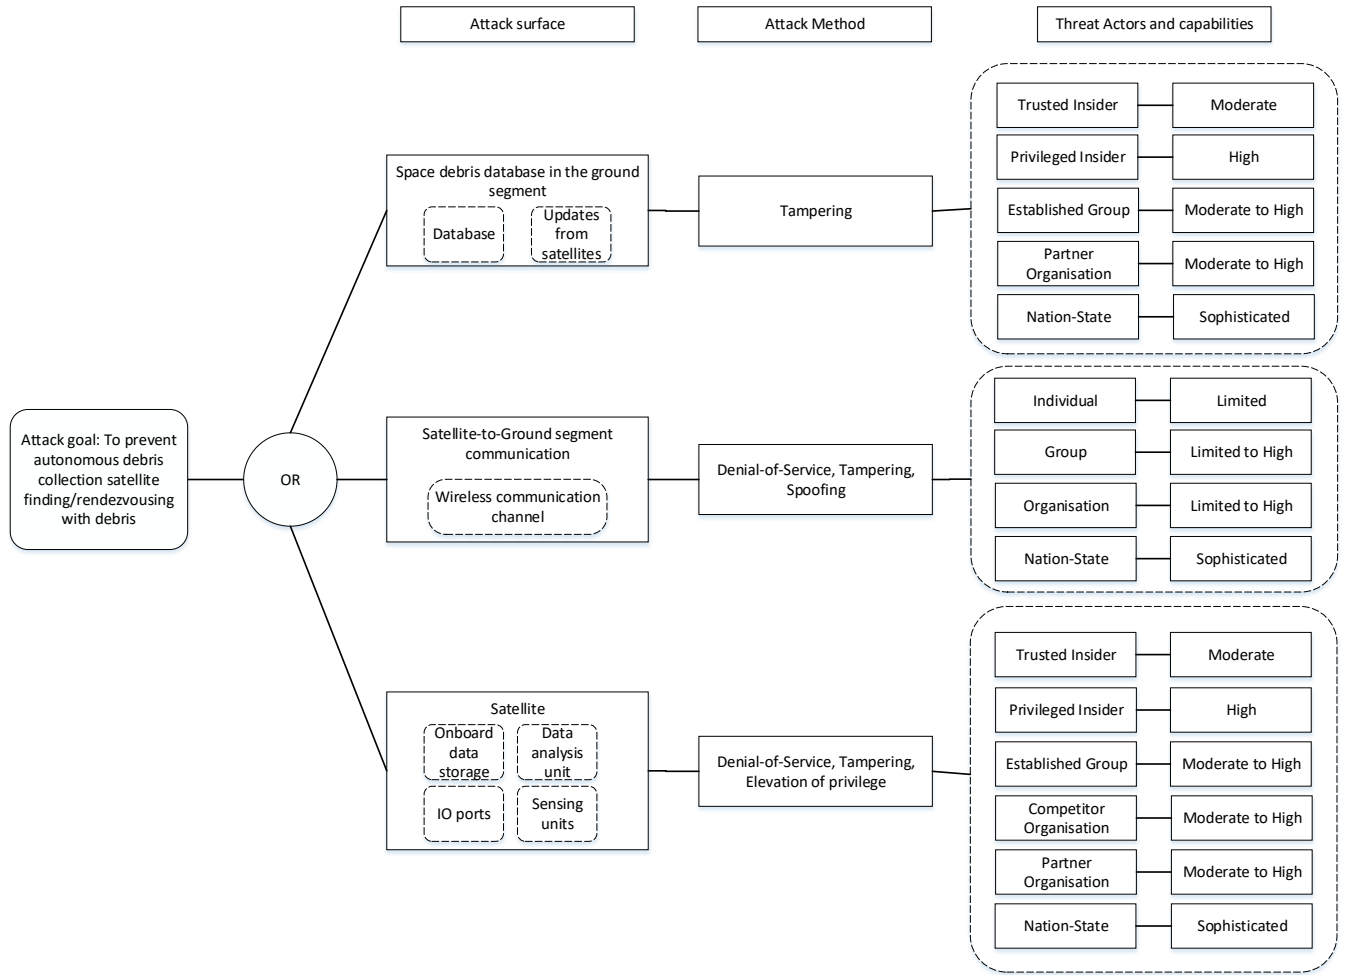 Attack surface
Attack Method
Threat Actors and capabilities
Attack goal: To prevent
autonomous debris
collection satellite
finding/rendezvousing
with debris
OR
Space debris database in the ground
segment
Database
Updates
from
satellites
Tampering
Trusted Insider
Moderate
Privileged Insider
High
Established Group
Moderate to High
Partner
Organisation
Moderate to High
Nation-State
Sophisticated
Satellite-to-Ground segment
communication
Wireless communication
channel
Denial-of-Service, Tampering,
Spoofing
Individual
Limited
Group
Limited to High
Organisation
Limited to High
Nation-State
Sophisticated
Satellite
Onboard
data
storage
Data
analysis
unit
IO ports
Sensing
units
Denial-of-Service, Tampering,
Elevation of privilege
Trusted Insider
Moderate
Privileged Insider
High
Established Group
Moderate to High
Competitor
Organisation
Moderate to High
Partner
Organisation
Moderate to High
Nation-State
Sophisticated